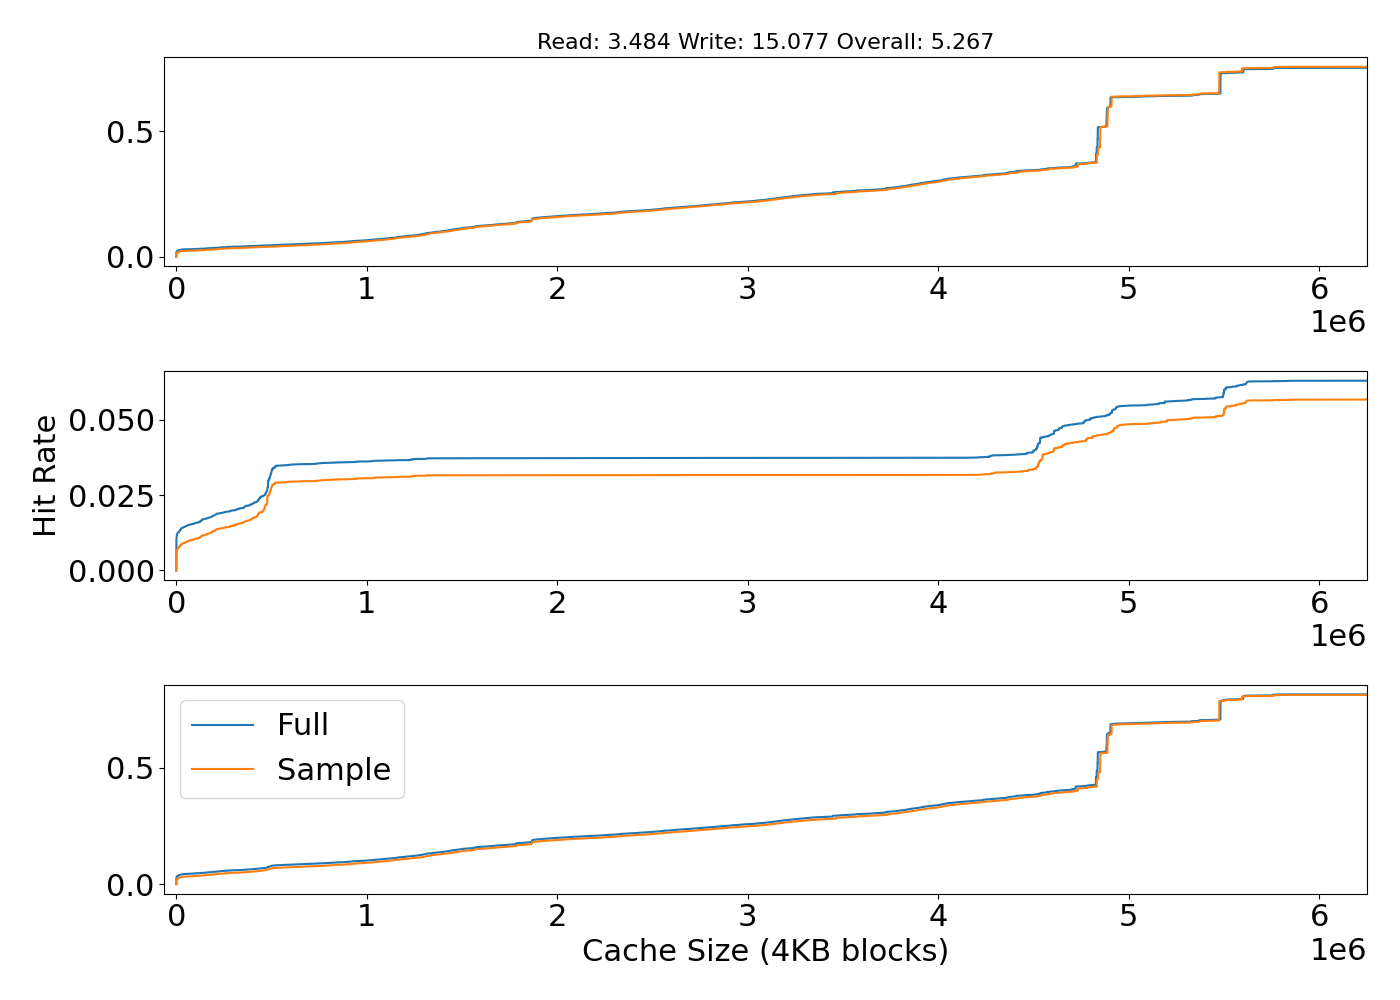 Read: 3.484 Write: 15.077 Overall: 5.267
0.5
0.0
0 1 2 3 4 5 6
1e6
Hit Rate
0.050
0.025
0.000
0 1 2 3 4 5 6
1e6
Full
Sample
0.5
0.0
0 1 2 3 4 5 6
Cache Size (4KB blocks)
1e6